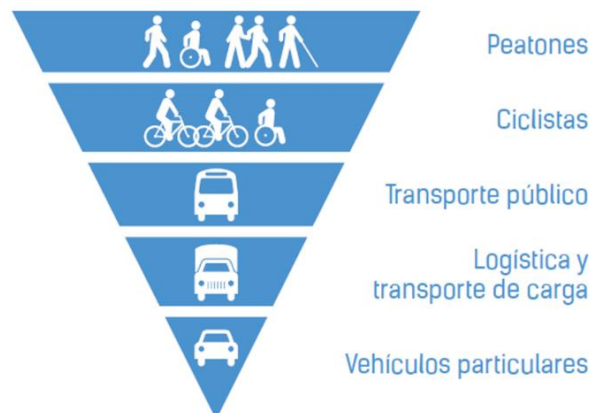 Peatones
Ciclistas
Transporte público
Logística y
transporte de carga
Vehículos particulares